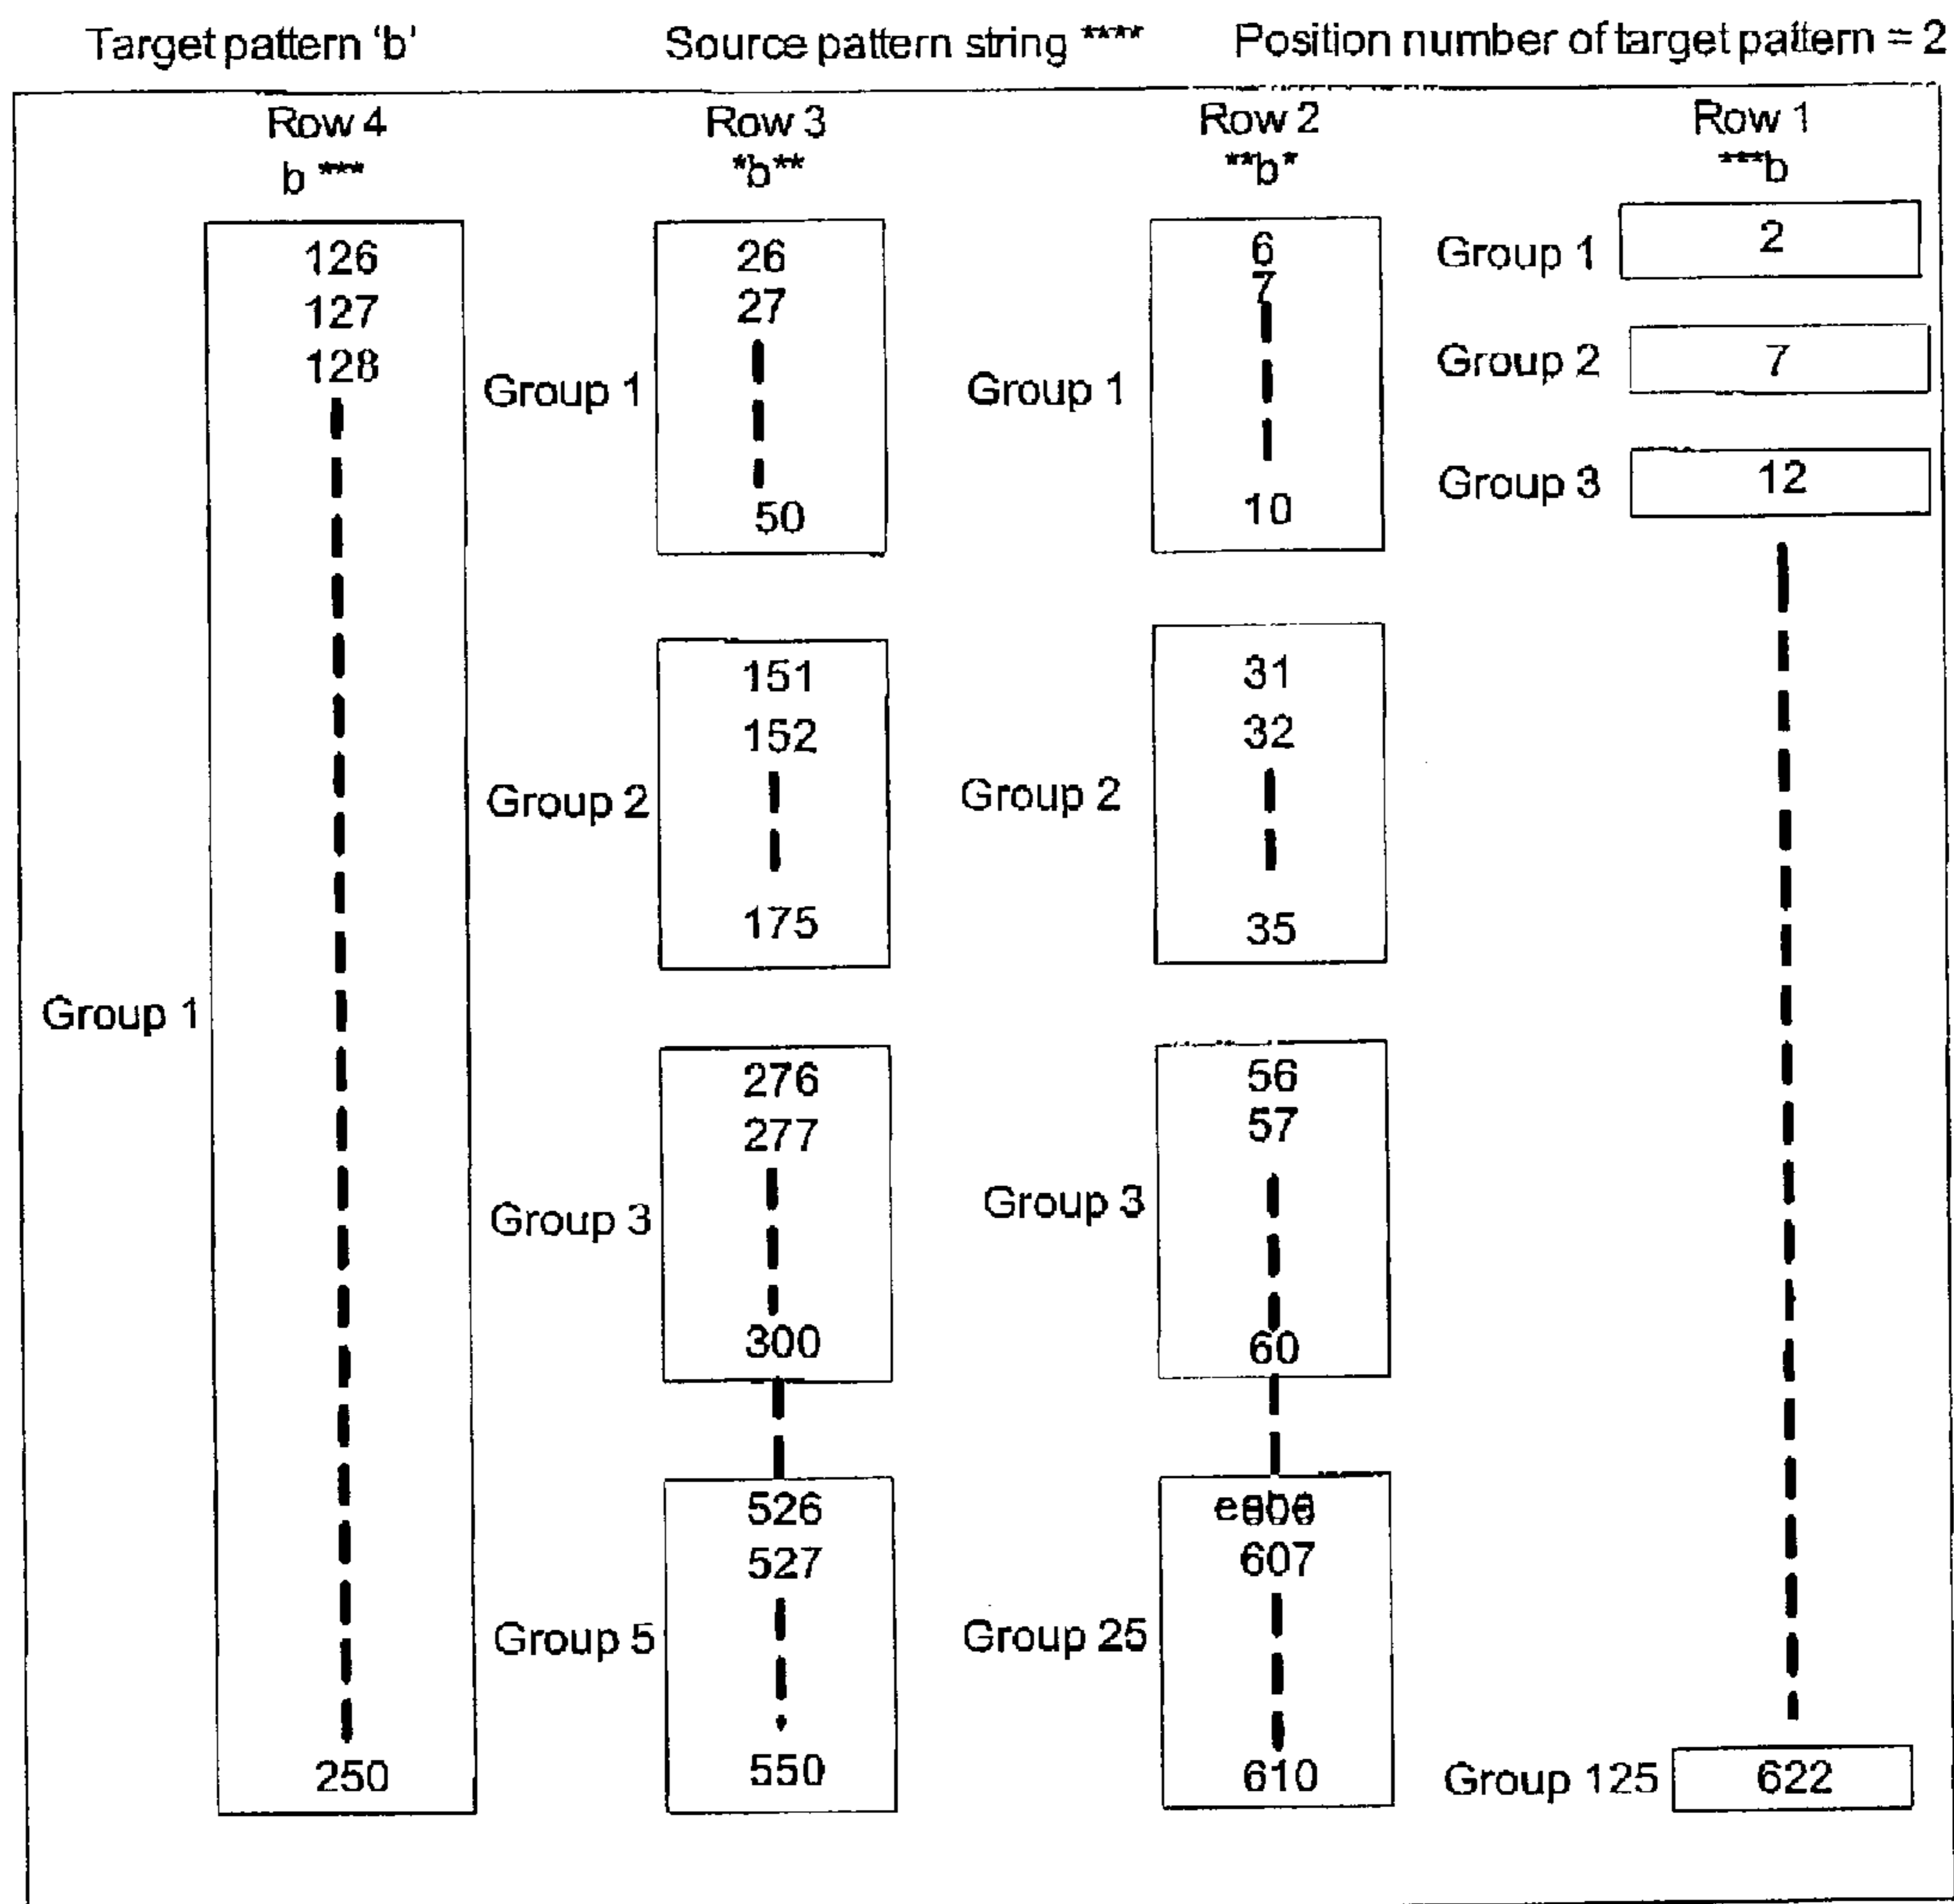 Target pattern ‘b’ Source pattern string **** Position number of target pattern = 2
Row 4 Row 3 Row 2 Row 1
b *** *b** **b* ***b
Group 1
126
127
128
250
Group 1
26
27
50
Group 2
151
152
175
Group 3
276
277
300
Group 5
526
527
550
Group 1
6
7
10
Group 2
31
32
35
Group 3
56
57
60
Group 25
607
610
Group 1 2
Group 2 7
Group 3 12
Group 125 622